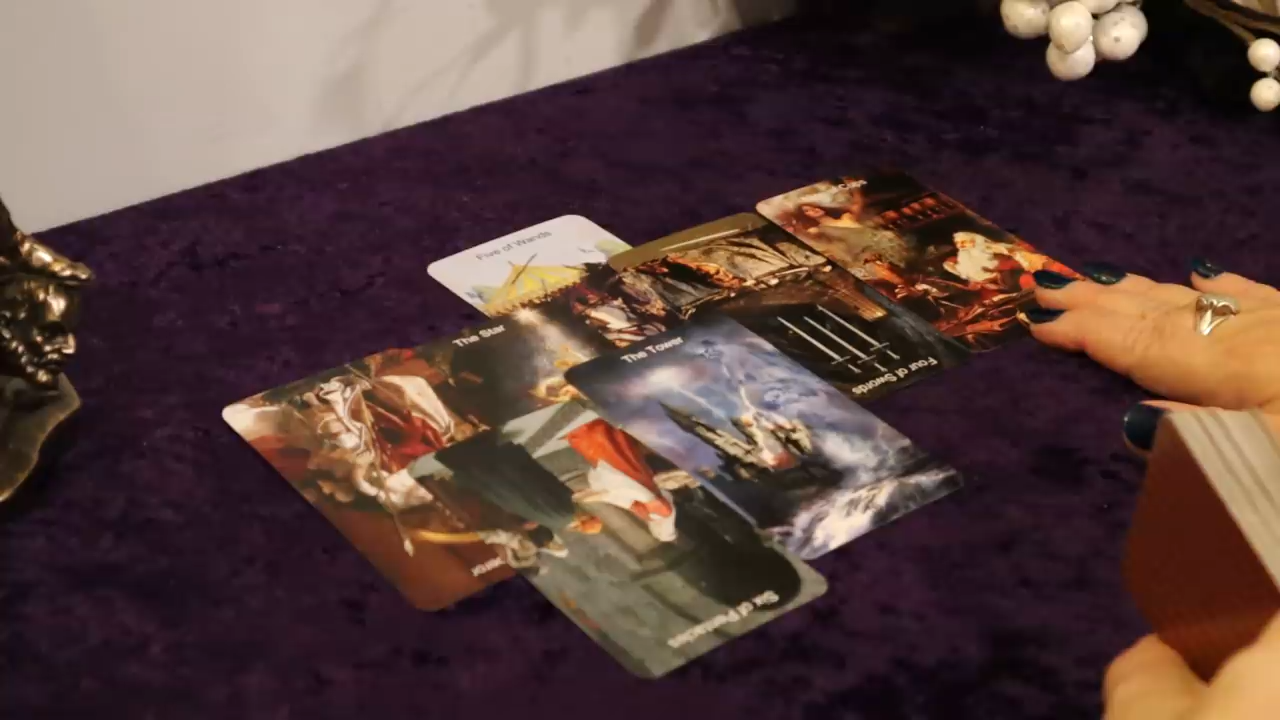 Five of Wands
The Star
The Tower
Four of Swords
Six of Pentacles